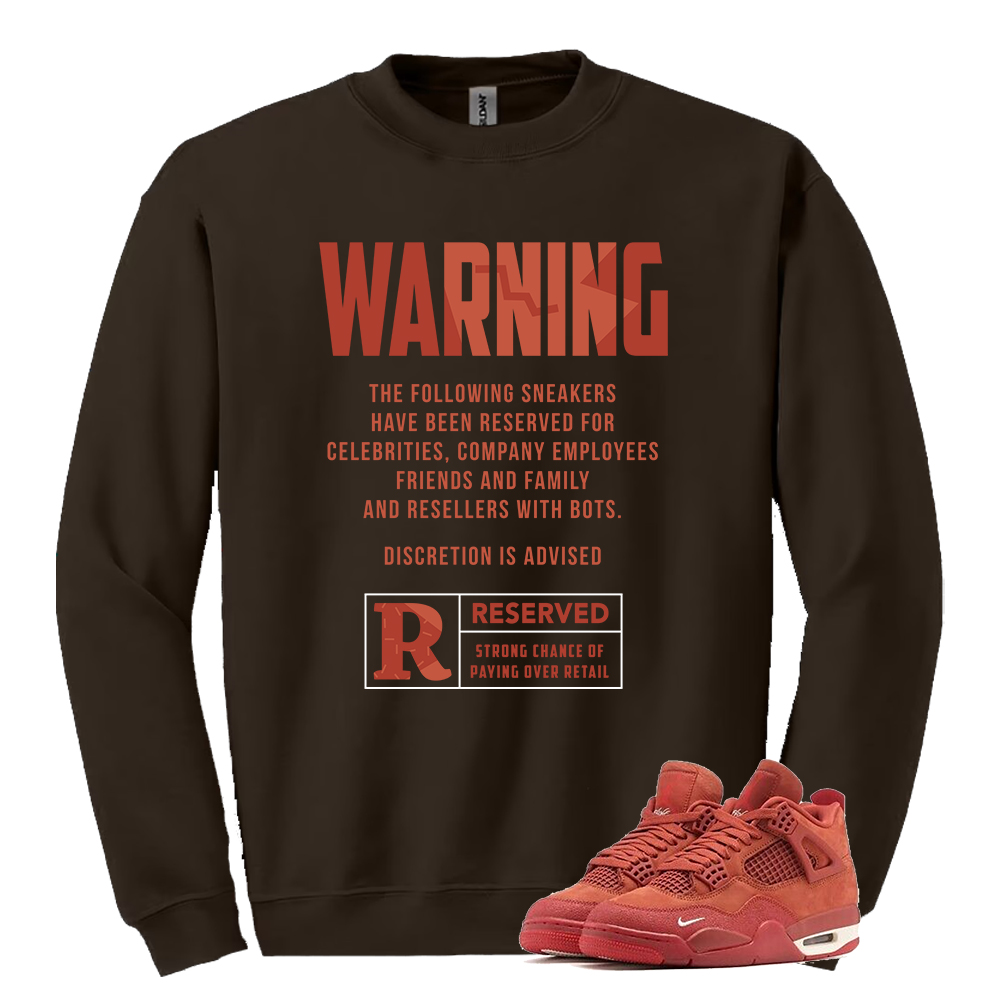 WARNING
THE FOLLOWING SNEAKERS
HAVE BEEN RESERVED FOR
CELEBRITIES, COMPANY EMPLOYEES
FRIENDS AND FAMILY
AND RESELLERS WITH BOTS.
DISCRETION IS ADVISED
R
RESERVED
STRONG CHANCE OF
PAYING OVER RETAIL